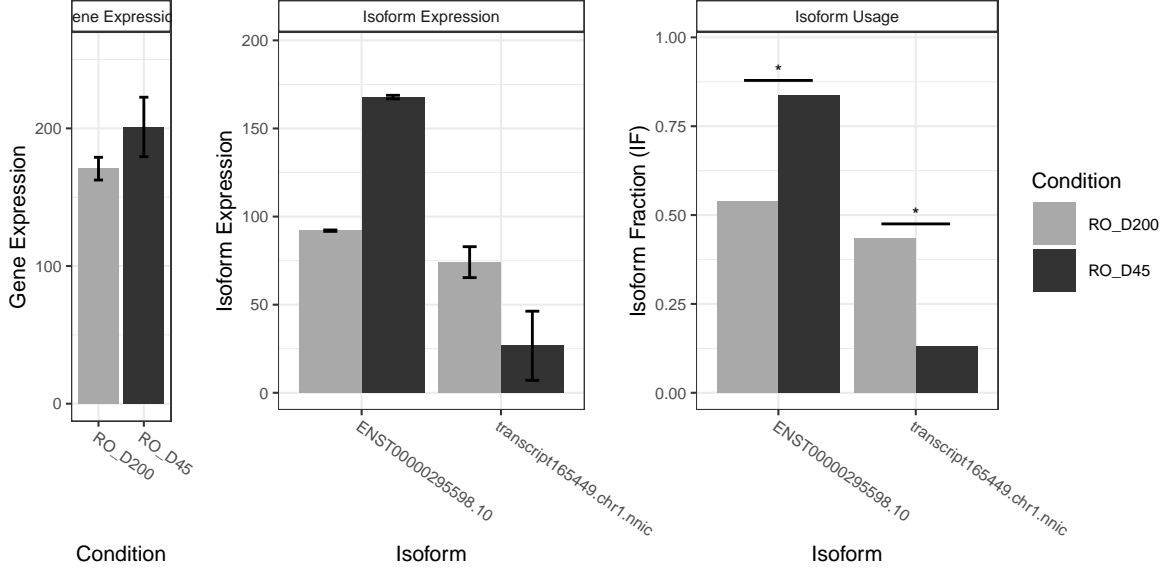 ene Expressio
Gene Expression
200
100
0
RO_D200
RO_D45
Condition
Isoform Expression
Isoform Expression
200
150
100
50
0
ENST00000295598.10
transcript165449.chr1.nnic
Isoform
Isoform Usage
Isoform Fraction (IF)
1.00
0.75
0.50
0.25
0.00
*
*
ENST00000295598.10
transcript165449.chr1.nnic
Isoform
Condition
RO_D200
RO_D45